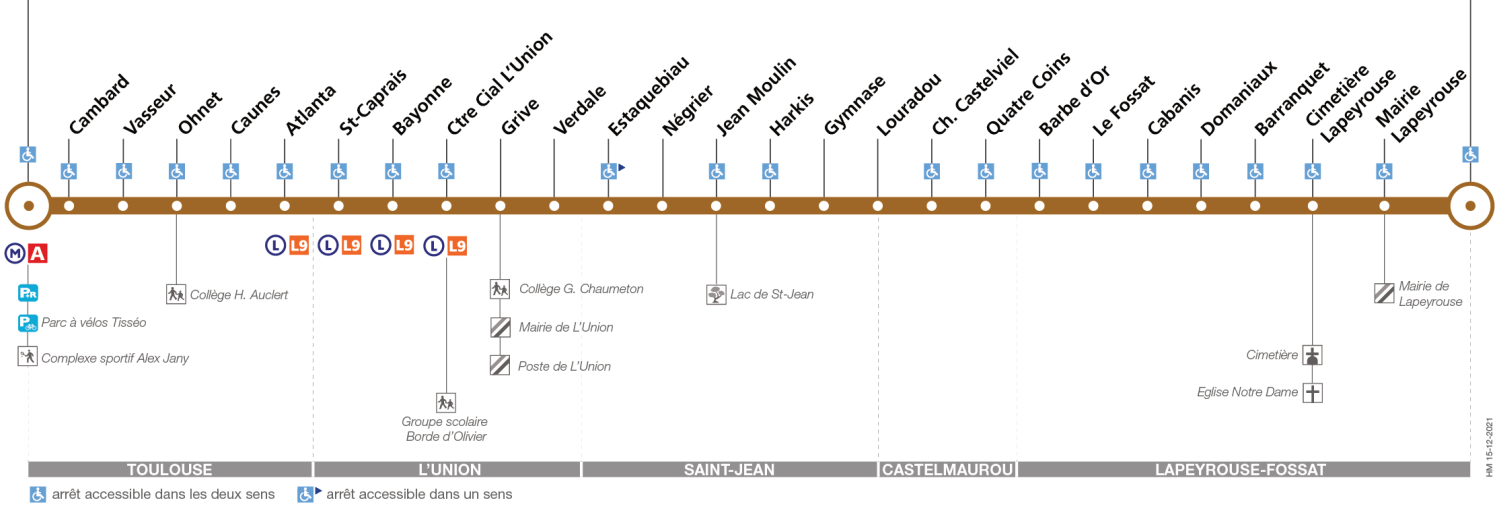 Cambard
Vasseur
Ohnet
Caunes
Atlanta
St-Caprais
Bayonne
Ctre Cial L'Union
Grive
Verdale
Estaquebiau
Négrier
Jean Moulin
Harkis
Gymnase
Louradou
Ch. Castelviel
Quatre Coins
Barbe d'Or
Le Fossat
Cabanis
Domaniaux
Barranquet
Cimetière
Lapeyrouse
Mairie
Lapeyrouse
M A
L L9
L L9
L L9
L L9
P+R
Collège H. Auclert
P Parc à vélos Tisséo
Complexe sportif Alex Jany
Groupe scolaire
Borde d'Olivier
Collège G. Chaumeton
Mairie de L'Union
Poste de L'Union
Lac de St-Jean
Cimetière
Eglise Notre Dame
Mairie de
Lapeyrouse
TOULOUSE
L'UNION
SAINT-JEAN
CASTELMAUROU
LAPEYROUSE-FOSSAT
arrêt accessible dans les deux sens
arrêt accessible dans un sens
HM 15-12-2021